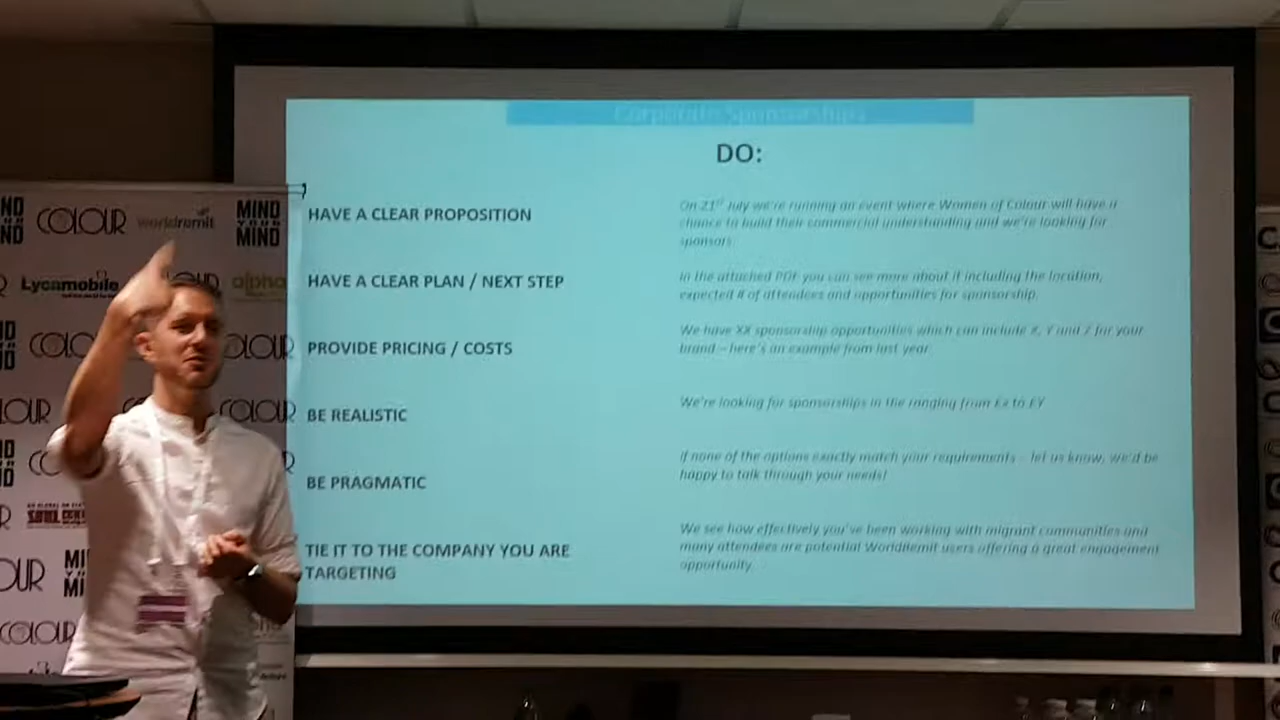 Corporate Sponsorships
DO:
HAVE A CLEAR PROPOSITION
On 21st July we're running an event where Women of Colour will have a
chance to build their commercial understanding and we're looking for
sponsors.
HAVE A CLEAR PLAN / NEXT STEP
In the attached PDF you can see more about it including the location,
expected # of attendees and opportunities for sponsorship.
PROVIDE PRICING / COSTS
We have XX sponsorship opportunities which can include X, Y and Z for your
brand – here's an example from last year.
BE REALISTIC
We're looking for sponsorships in the ranging from £x to £Y
BE PRAGMATIC
If none of the options exactly match your requirements – let us know, we'd be
happy to talk through your needs!
TIE IT TO THE COMPANY YOU ARE
TARGETING
We see how effectively you've been working with migrant communities and
many attendees are potential WorldRemit users offering a great engagement
opportunity.
COLOUR
worldremit
MIND
YOUR
MIND
Lycamobile
alpha
COLOUR
COLOUR
COLOUR